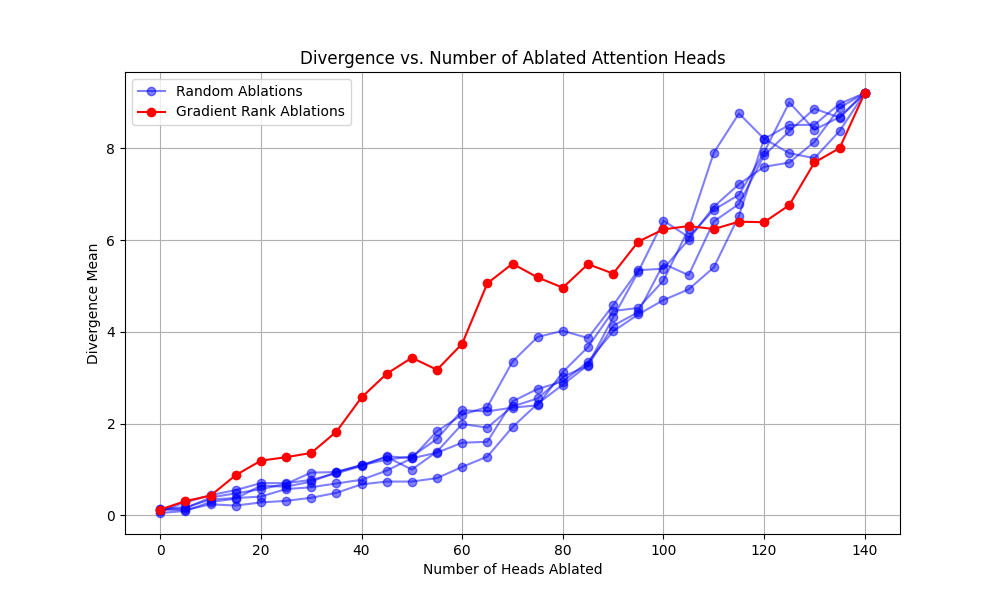 Divergence vs. Number of Ablated Attention Heads
Random Ablations
Gradient Rank Ablations
Divergence Mean
8
6
4
2
0
0 20 40 60 80 100 120 140
Number of Heads Ablated